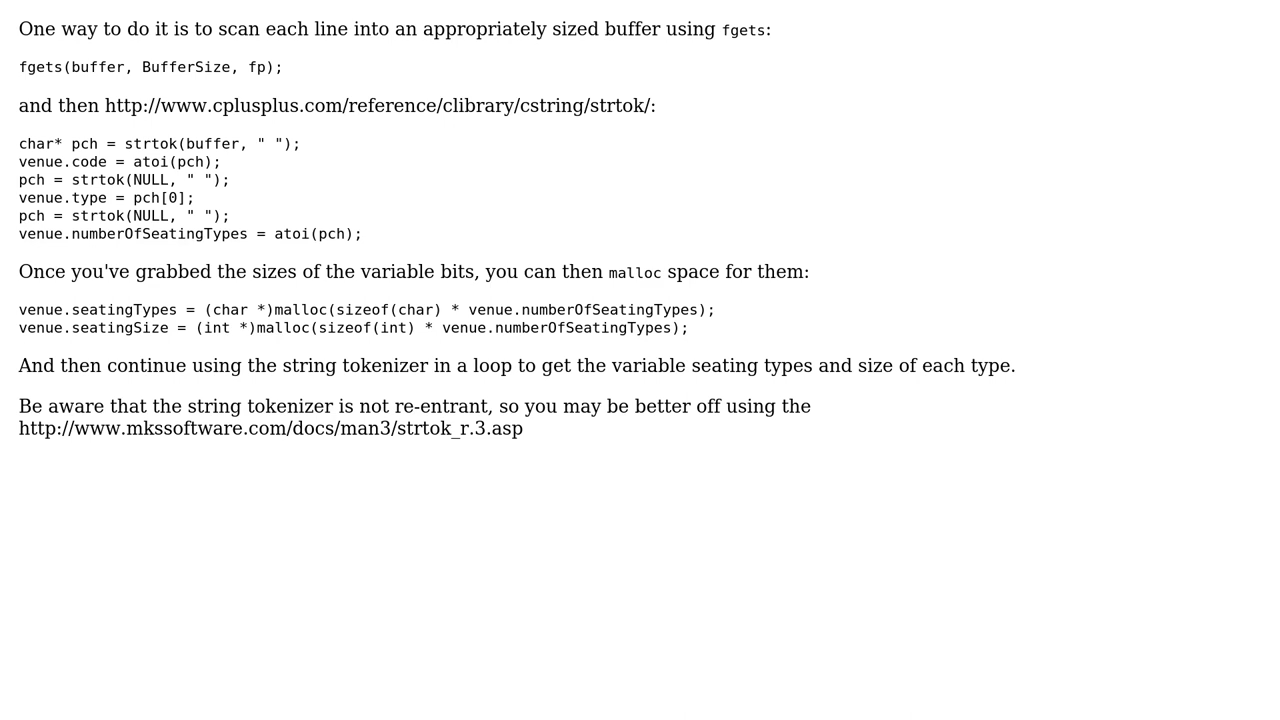 One way to do it is to scan each line into an appropriately sized buffer using fgets:
fgets(buffer, BufferSize, fp);
and then http://www.cplusplus.com/reference/clibrary/cstring/strtok/:
char* pch = strtok(buffer, " ");
venue.code = atoi(pch);
pch = strtok(NULL, " ");
venue.type = pch[0];
pch = strtok(NULL, " ");
venue.numberOfSeatingTypes = atoi(pch);
Once you've grabbed the sizes of the variable bits, you can then malloc space for them:
venue.seatingTypes = (char *)malloc(sizeof(char) * venue.numberOfSeatingTypes);
venue.seatingSize = (int *)malloc(sizeof(int) * venue.numberOfSeatingTypes);
And then continue using the string tokenizer in a loop to get the variable seating types and size of each type.
Be aware that the string tokenizer is not re-entrant, so you may be better off using the
http://www.mkssoftware.com/docs/man3/strtok_r.3.asp